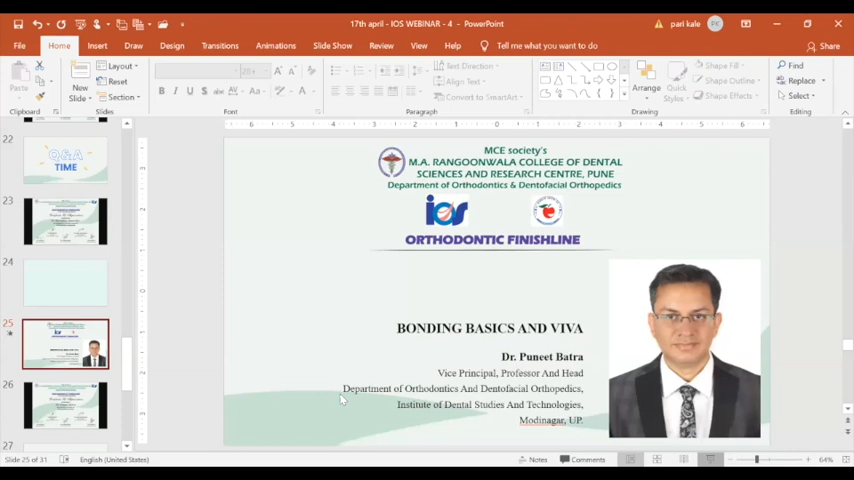 17th april - IOS WEBINAR - 4 - PowerPoint
pari kale
PK
File Home Insert Draw Design Transitions Animations Slide Show Review View Help Tell me what you want to do Share
Paste
New
Slide
Layout
Reset
Section
Text Direction
Align Text
Convert to SmartArt
Arrange
Quick
Styles
Shape Fill
Shape Outline
Shape Effects
Find
Replace
Select
Clipboard
Slides
Font
Paragraph
Drawing
Editing
22
Q&A
TIME
23
24
25
26
27
MCE society's
M.A. RANGOONWALA COLLEGE OF DENTAL
SCIENCES AND RESEARCH CENTRE, PUNE
Department of Orthodontics & Dentofacial Orthopedics
ios
ORTHODONTIC FINISHLINE
BONDING BASICS AND VIVA
Dr. Puneet Batra
Vice Principal, Professor And Head
Department of Orthodontics And Dentofacial Orthopedics,
Institute of Dental Studies And Technologies,
Modinagar, UP.
Slide 25 of 31
English (United States)
Notes
Comments
64%